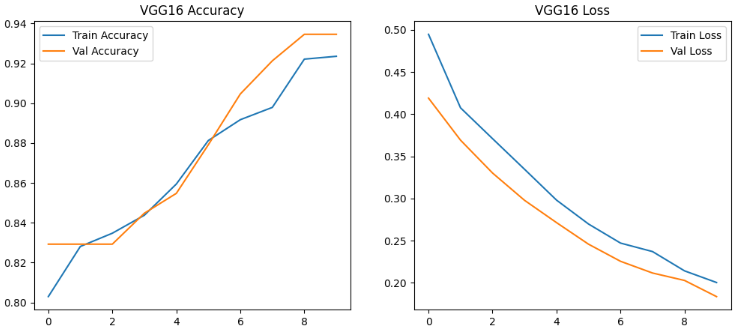 VGG16 Accuracy
Train Accuracy
Val Accuracy
0.94
0.92
0.90
0.88
0.86
0.84
0.82
0.80
0 2 4 6 8
VGG16 Loss
Train Loss
Val Loss
0.50
0.45
0.40
0.35
0.30
0.25
0.20
0 2 4 6 8